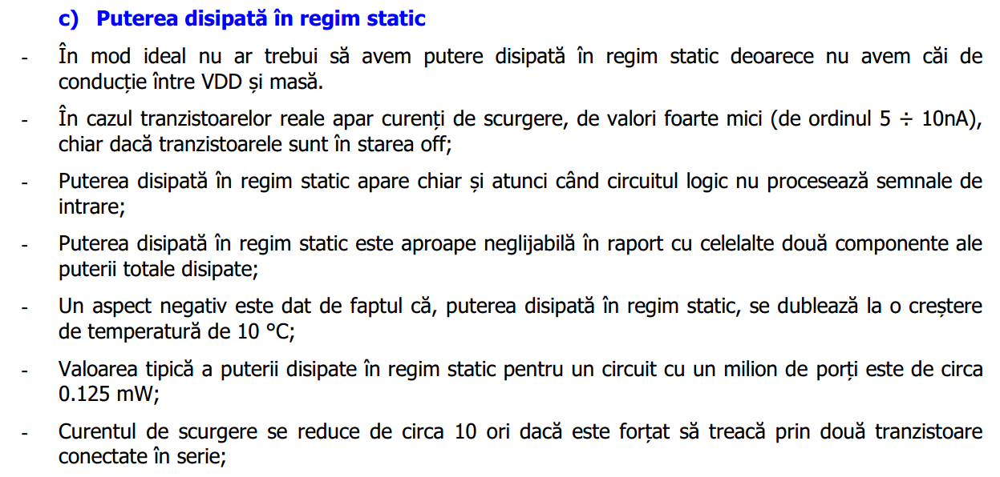 c) Puterea disipată în regim static
- În mod ideal nu ar trebui să avem putere disipată în regim static deoarece nu avem căi de
conducție între VDD și masă.
- În cazul tranzistoarelor reale apar curenți de scurgere, de valori foarte mici (de ordinul 5 ÷ 10nA),
chiar dacă tranzistoarele sunt în starea off;
- Puterea disipată în regim static apare chiar și atunci când circuitul logic nu procesează semnale de
intrare;
- Puterea disipată în regim static este aproape neglijabilă în raport cu celelalte două componente ale
puterii totale disipate;
- Un aspect negativ este dat de faptul că, puterea disipată în regim static, se dublează la o creștere
de temperatură de 10 °C;
- Valoarea tipică a puterii disipate în regim static pentru un circuit cu un milion de porți este de circa
0.125 mW;
- Curentul de scurgere se reduce de circa 10 ori dacă este forțat să treacă prin două tranzistoare
conectate în serie;